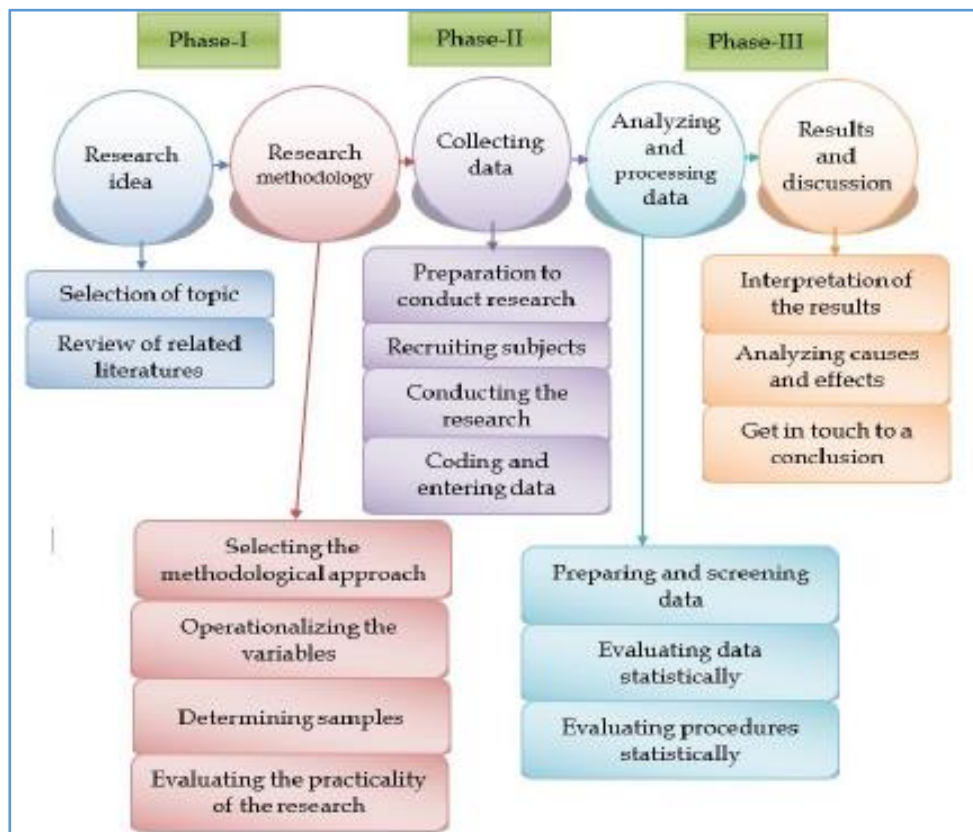 Phase-I
Phase-II
Phase-III
Research
idea
Research
methodology
Collecting
data
Analyzing
and
processing
data
Results
and
discussion
Selection of topic
Review of related
literatures
Preparation to
conduct research
Recruiting subjects
Conducting the
research
Coding and
entering data
Interpretation of
the results
Analyzing causes
and effects
Get in touch to a
conclusion
Selecting the
methodological approach
Operationalizing the
variables
Determining samples
Evaluating the practicality
of the research
Preparing and screening
data
Evaluating data
statistically
Evaluating procedures
statistically